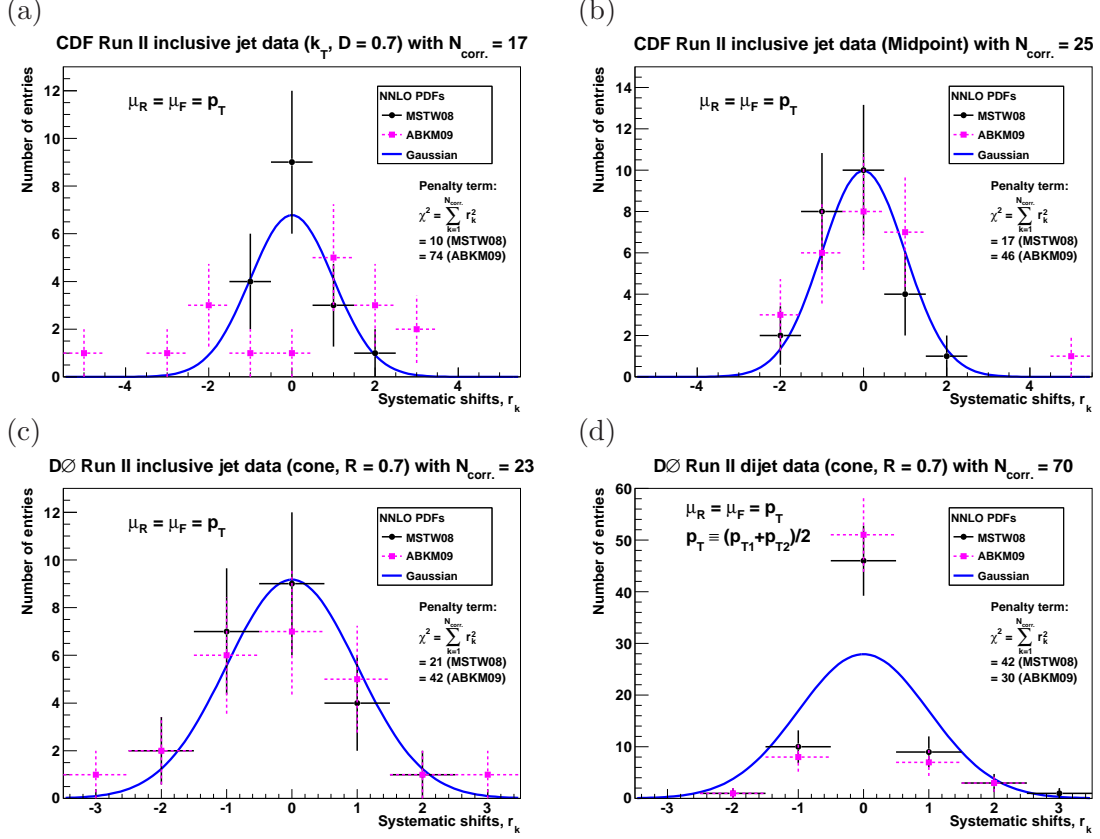 (a)
CDF Run II inclusive jet data (k_T, D = 0.7) with N_corr. = 17
Number of entries
12
10
8
6
4
2
0
-4 -2 0 2 4
Systematic shifts, r_k
μ_R = μ_F = p_T
NNLO PDFs
MSTW08
ABKM09
Gaussian
Penalty term:
χ² = ∑_{k=1}^{N_corr.} r_k²
= 10 (MSTW08)
= 74 (ABKM09)
(b)
CDF Run II inclusive jet data (Midpoint) with N_corr. = 25
Number of entries
14
12
10
8
6
4
2
0
-4 -2 0 2 4
Systematic shifts, r_k
μ_R = μ_F = p_T
NNLO PDFs
MSTW08
ABKM09
Gaussian
Penalty term:
χ² = ∑_{k=1}^{N_corr.} r_k²
= 17 (MSTW08)
= 46 (ABKM09)
(c)
DØ Run II inclusive jet data (cone, R = 0.7) with N_corr. = 23
Number of entries
12
10
8
6
4
2
0
-3 -2 -1 0 1 2 3
Systematic shifts, r_k
μ_R = μ_F = p_T
NNLO PDFs
MSTW08
ABKM09
Gaussian
Penalty term:
χ² = ∑_{k=1}^{N_corr.} r_k²
= 21 (MSTW08)
= 42 (ABKM09)
(d)
DØ Run II dijet data (cone, R = 0.7) with N_corr. = 70
Number of entries
60
50
40
30
20
10
0
-3 -2 -1 0 1 2 3
Systematic shifts, r_k
μ_R = μ_F = p_T
p_T ≡ (p_T1+p_T2)/2
NNLO PDFs
MSTW08
ABKM09
Gaussian
Penalty term:
χ² = ∑_{k=1}^{N_corr.} r_k²
= 42 (MSTW08)
= 30 (ABKM09)